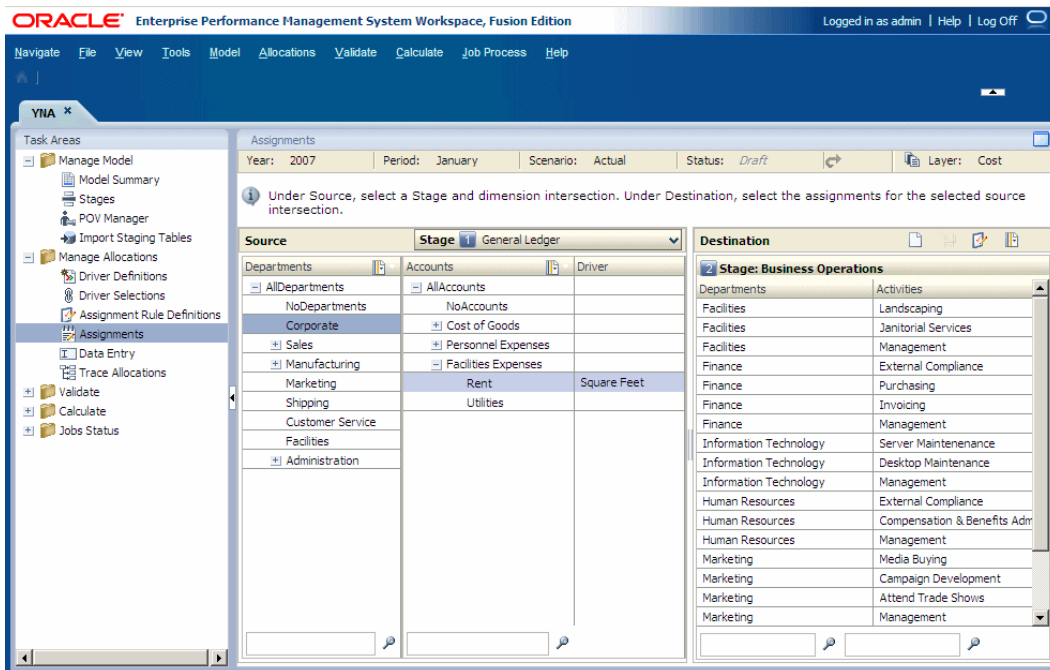 ORACLE Enterprise Performance Management System Workspace, Fusion Edition
Logged in as admin | Help | Log Off
Navigate File View Tools Model Allocations Validate Calculate Job Process Help
YNA ×
Task Areas
Manage Model
Model Summary
Stages
POV Manager
Import Staging Tables
Manage Allocations
Driver Definitions
Driver Selections
Assignment Rule Definitions
Assignments
Data Entry
Trace Allocations
Validate
Calculate
Jobs Status
Assignments
Year: 2007 Period: January Scenario: Actual Status: Draft Layer: Cost
Under Source, select a Stage and dimension intersection. Under Destination, select the assignments for the selected source
intersection.
Source Stage 1 General Ledger
Departments Accounts Driver
AllDepartments AllAccounts
NoDepartments NoAccounts
Corporate Cost of Goods
Sales Personnel Expenses
Manufacturing Facilities Expenses
Marketing Rent Square Feet
Shipping Utilities
Customer Service
Facilities
Administration
Destination
2 Stage: Business Operations
Departments Activities
Facilities Landscaping
Facilities Janitorial Services
Facilities Management
Finance External Compliance
Finance Purchasing
Finance Invoicing
Finance Management
Information Technology Server Maintenenance
Information Technology Desktop Maintenance
Information Technology Management
Human Resources External Compliance
Human Resources Compensation & Benefits Adm
Human Resources Management
Marketing Media Buying
Marketing Campaign Development
Marketing Attend Trade Shows
Marketing Management